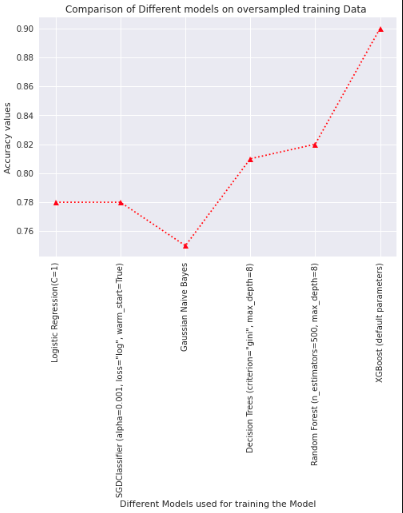 Comparison of Different models on oversampled training Data
Accuracy values
0.90
0.88
0.86
0.84
0.82
0.80
0.78
0.76
Logistic Regression(C=1)
SGDClassifier (alpha=0.001, loss="log", warm_start=True)
Gaussian Naive Bayes
Decision Trees (criterion="gini", max_depth=8)
Random Forest (n_estimators=500, max_depth=8)
XGBoost (default parameters)
Different Models used for training the Model